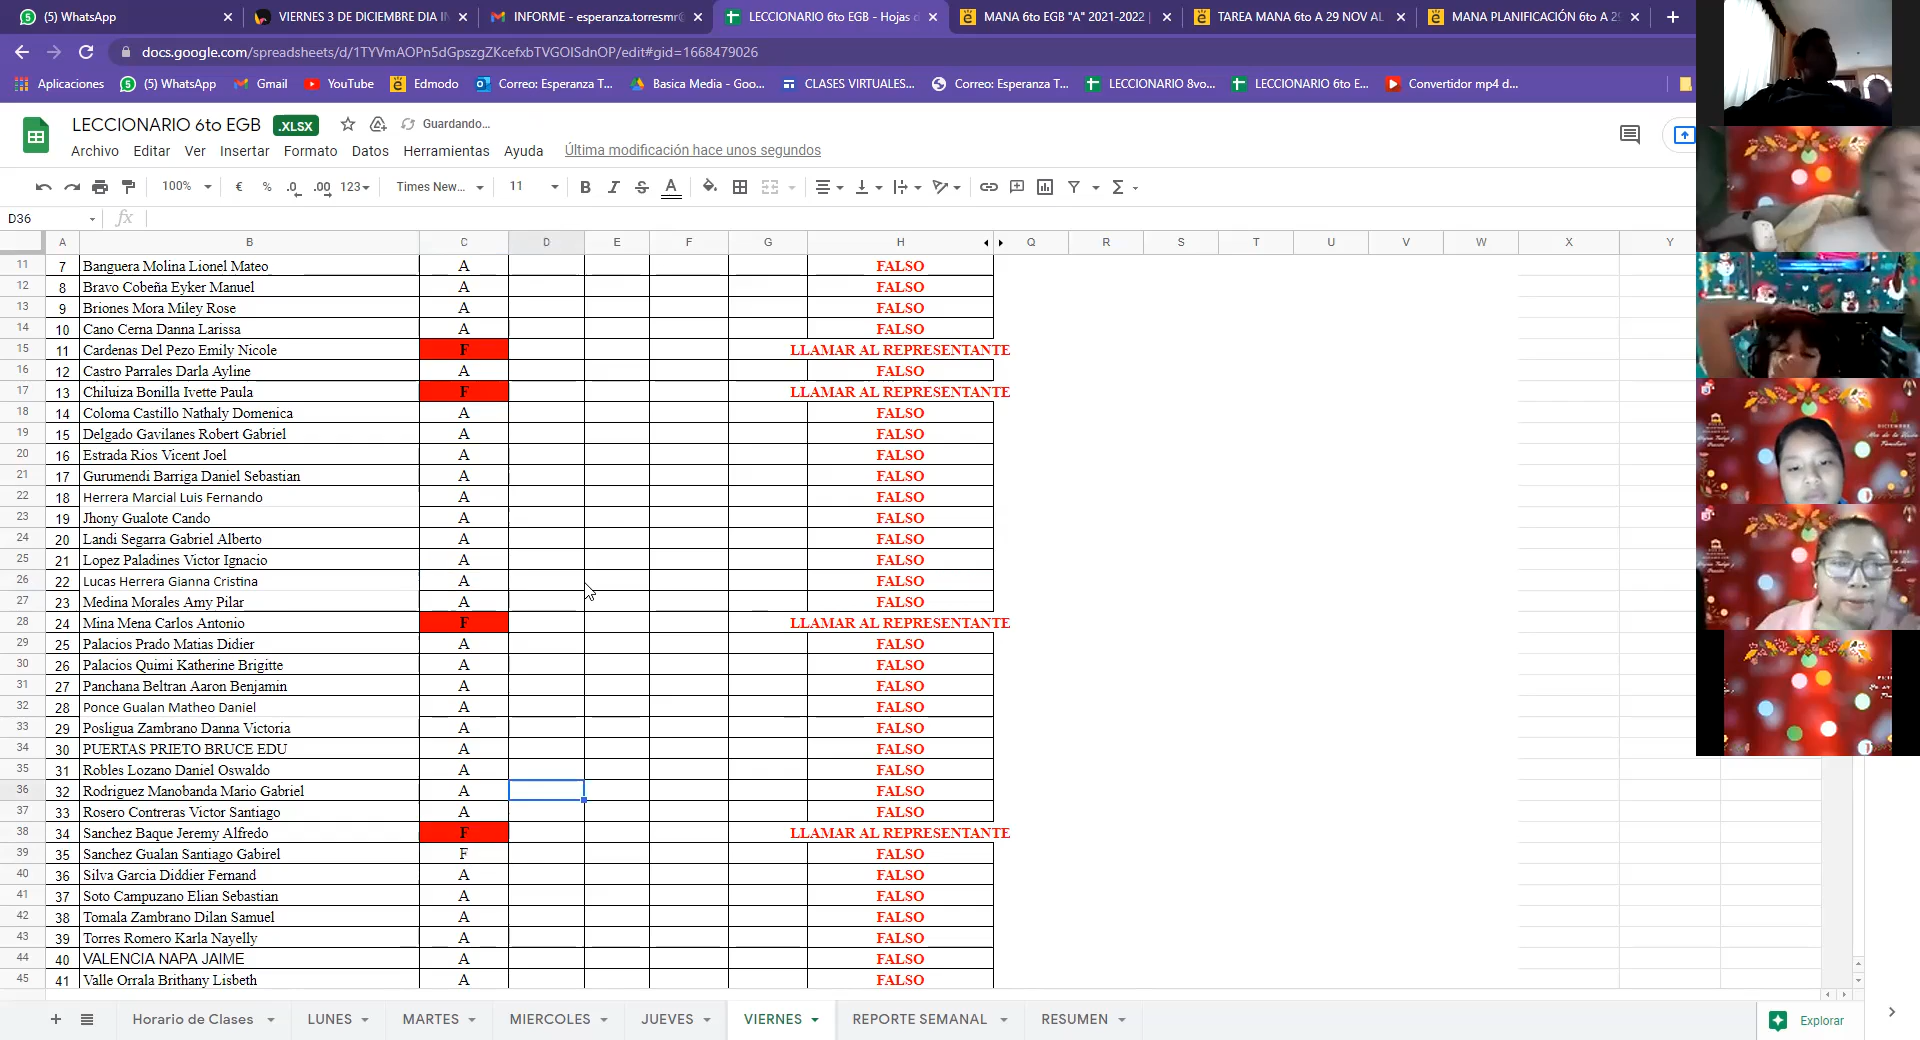 (5) WhatsApp
VIERNES 3 DE DICIEMBRE DIA IN
INFORME - esperanza.torresmr@
LECCIONARIO 6to EGB - Hojas d
MANA 6to EGB "A" 2021-2022 |
TAREA MANA 6to A 29 NOV AL
MANA PLANIFICACIÓN 6to A 29
docs.google.com/spreadsheets/d/1TYVmAOPn5dGpszgZKcefxbTVGOISdnOP/edit#gid=1668479026
Aplicaciones (5) WhatsApp Gmail YouTube Edmodo Correo: Esperanza T... Basica Media - Goo... CLASES VIRTUALES... Correo: Esperanza T... LECCIONARIO 8vo... LECCIONARIO 6to E... Convertidor mp4 d...
LECCIONARIO 6to EGB .XLSX Guardando...
Archivo Editar Ver Insertar Formato Datos Herramientas Ayuda Última modificación hace unos segundos
100% € % .0 .00 123 Times New... 11 B I S A Σ
D36 fx
A B C D E F G H Q R S T U V W X Y
11 7 Banguera Molina Lionel Mateo A FALSO
12 8 Bravo Cobeña Eyker Manuel A FALSO
13 9 Briones Mora Miley Rose A FALSO
14 10 Cano Cerna Danna Larissa A FALSO
15 11 Cardenas Del Pezo Emily Nicole F LLAMAR AL REPRESENTANTE
16 12 Castro Parrales Darla Ayline A FALSO
17 13 Chiluiza Bonilla Ivette Paula F LLAMAR AL REPRESENTANTE
18 14 Coloma Castillo Nathaly Domenica A FALSO
19 15 Delgado Gavilanes Robert Gabriel A FALSO
20 16 Estrada Rios Vicent Joel A FALSO
21 17 Gurumendi Barriga Daniel Sebastian A FALSO
22 18 Herrera Marcial Luis Fernando A FALSO
23 19 Jhony Gualote Cando A FALSO
24 20 Landi Segarra Gabriel Alberto A FALSO
25 21 Lopez Paladines Victor Ignacio A FALSO
26 22 Lucas Herrera Gianna Cristina A FALSO
27 23 Medina Morales Amy Pilar A FALSO
28 24 Mina Mena Carlos Antonio F LLAMAR AL REPRESENTANTE
29 25 Palacios Prado Matias Didier A FALSO
30 26 Palacios Quimi Katherine Brigitte A FALSO
31 27 Panchana Beltran Aaron Benjamin A FALSO
32 28 Ponce Gualan Matheo Daniel A FALSO
33 29 Posligua Zambrano Danna Victoria A FALSO
34 30 PUERTAS PRIETO BRUCE EDU A FALSO
35 31 Robles Lozano Daniel Oswaldo A FALSO
36 32 Rodriguez Manobanda Mario Gabriel A FALSO
37 33 Rosero Contreras Victor Santiago A FALSO
38 34 Sanchez Baque Jeremy Alfredo F LLAMAR AL REPRESENTANTE
39 35 Sanchez Gualan Santiago Gabirel F FALSO
40 36 Silva Garcia Diddier Fernand A FALSO
41 37 Soto Campuzano Elian Sebastian A FALSO
42 38 Tomala Zambrano Dilan Samuel A FALSO
43 39 Torres Romero Karla Nayelly A FALSO
44 40 VALENCIA NAPA JAIME A FALSO
45 41 Valle Orrala Brithany Lisbeth A FALSO
Horario de Clases LUNES MARTES MIERCOLES JUEVES VIERNES REPORTE SEMANAL RESUMEN Explorar